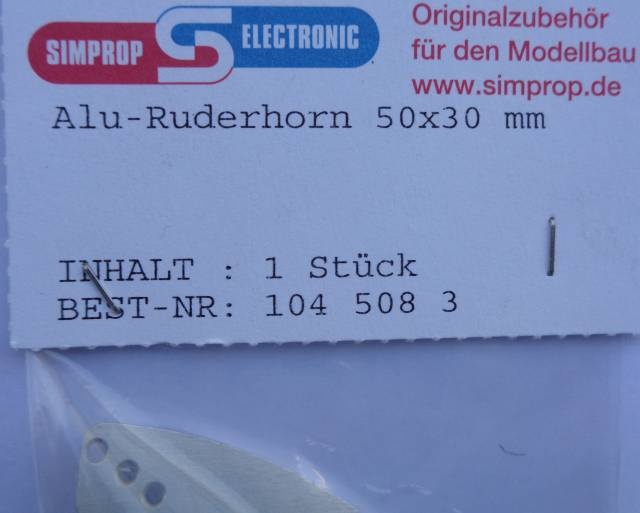 SIMPROP ELECTRONIC
Originalzubehör
für den Modellbau
www.simprop.de
Alu-Ruderhorn 50x30 mm
INHALT : 1 Stück
BEST-NR: 104 508 3